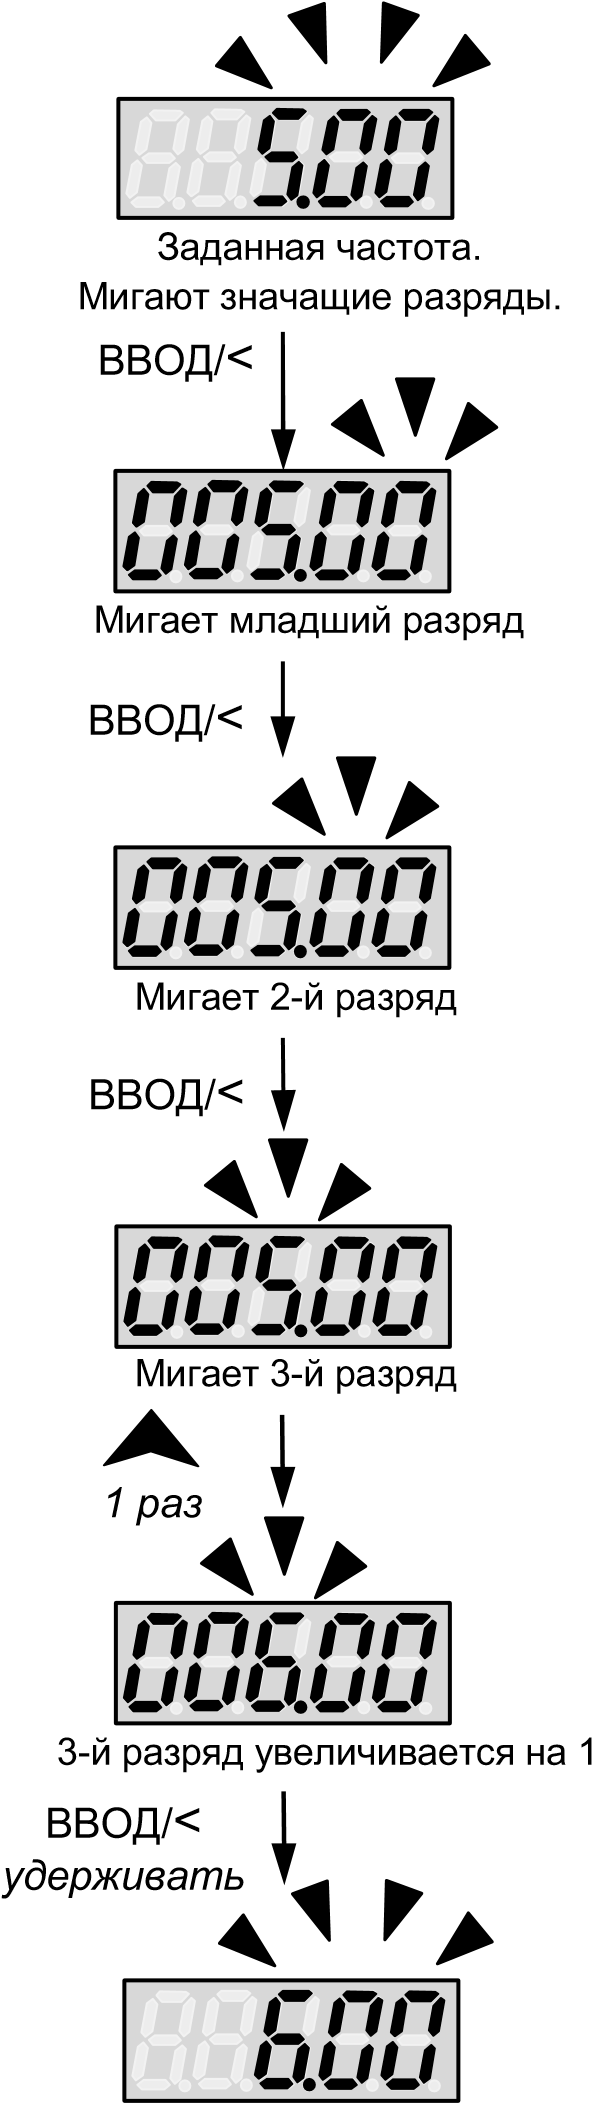 5.00
Заданная частота.
Мигают значащие разряды.
ВВОД/<
005.00
Мигает младший разряд
ВВОД/<
005.00
Мигает 2-й разряд
ВВОД/<
005.00
Мигает 3-й разряд
1 раз
006.00
3-й разряд увеличивается на 1
ВВОД/<
удерживать
6.00